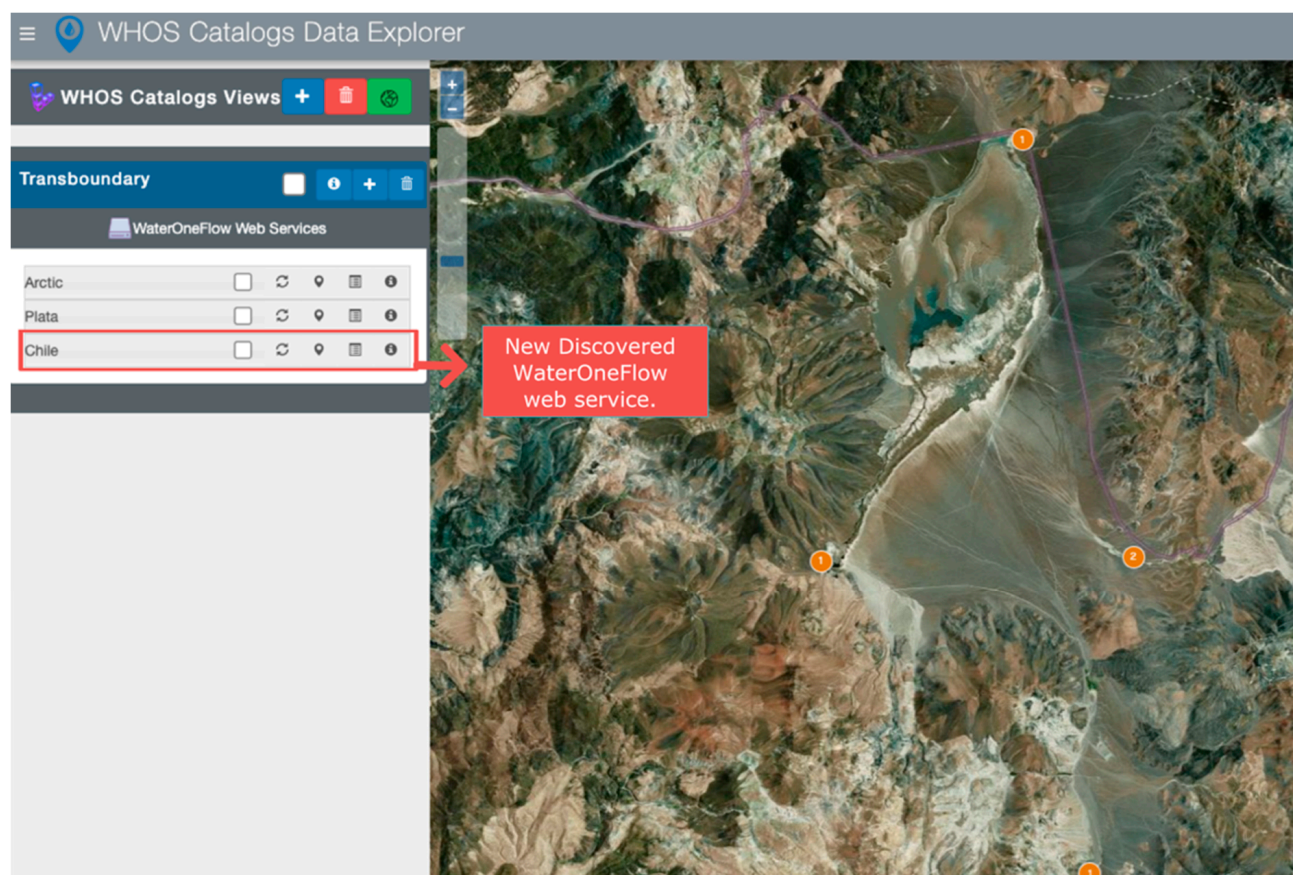 WHOS Catalogs Data Explorer
WHOS Catalogs Views
Transboundary
WaterOneFlow Web Services
Arctic
Plata
Chile
New Discovered
WaterOneFlow
web service.
1
1
2
1